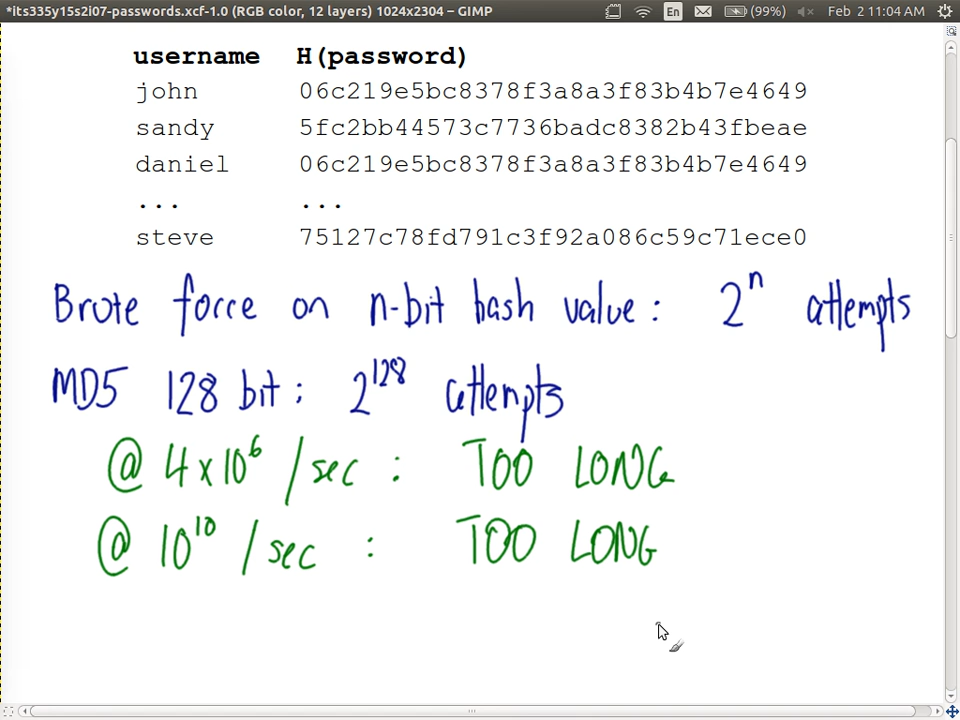 *its335y15s2i07-passwords.xcf-1.0 (RGB color, 12 layers) 1024x2304 – GIMP En (99%) Feb 2 11:04 AM
username H(password)
john 06c219e5bc8378f3a8a3f83b4b7e4649
sandy 5fc2bb44573c7736badc8382b43fbeae
daniel 06c219e5bc8378f3a8a3f83b4b7e4649
... ...
steve 75127c78fd791c3f92a086c59c71ece0
Brute force on n-bit hash value: 2^n attempts
MD5 128 bit: 2^128 attempts
@ 4x10^6 /sec : TOO LONG
@ 10^10 /sec : TOO LONG